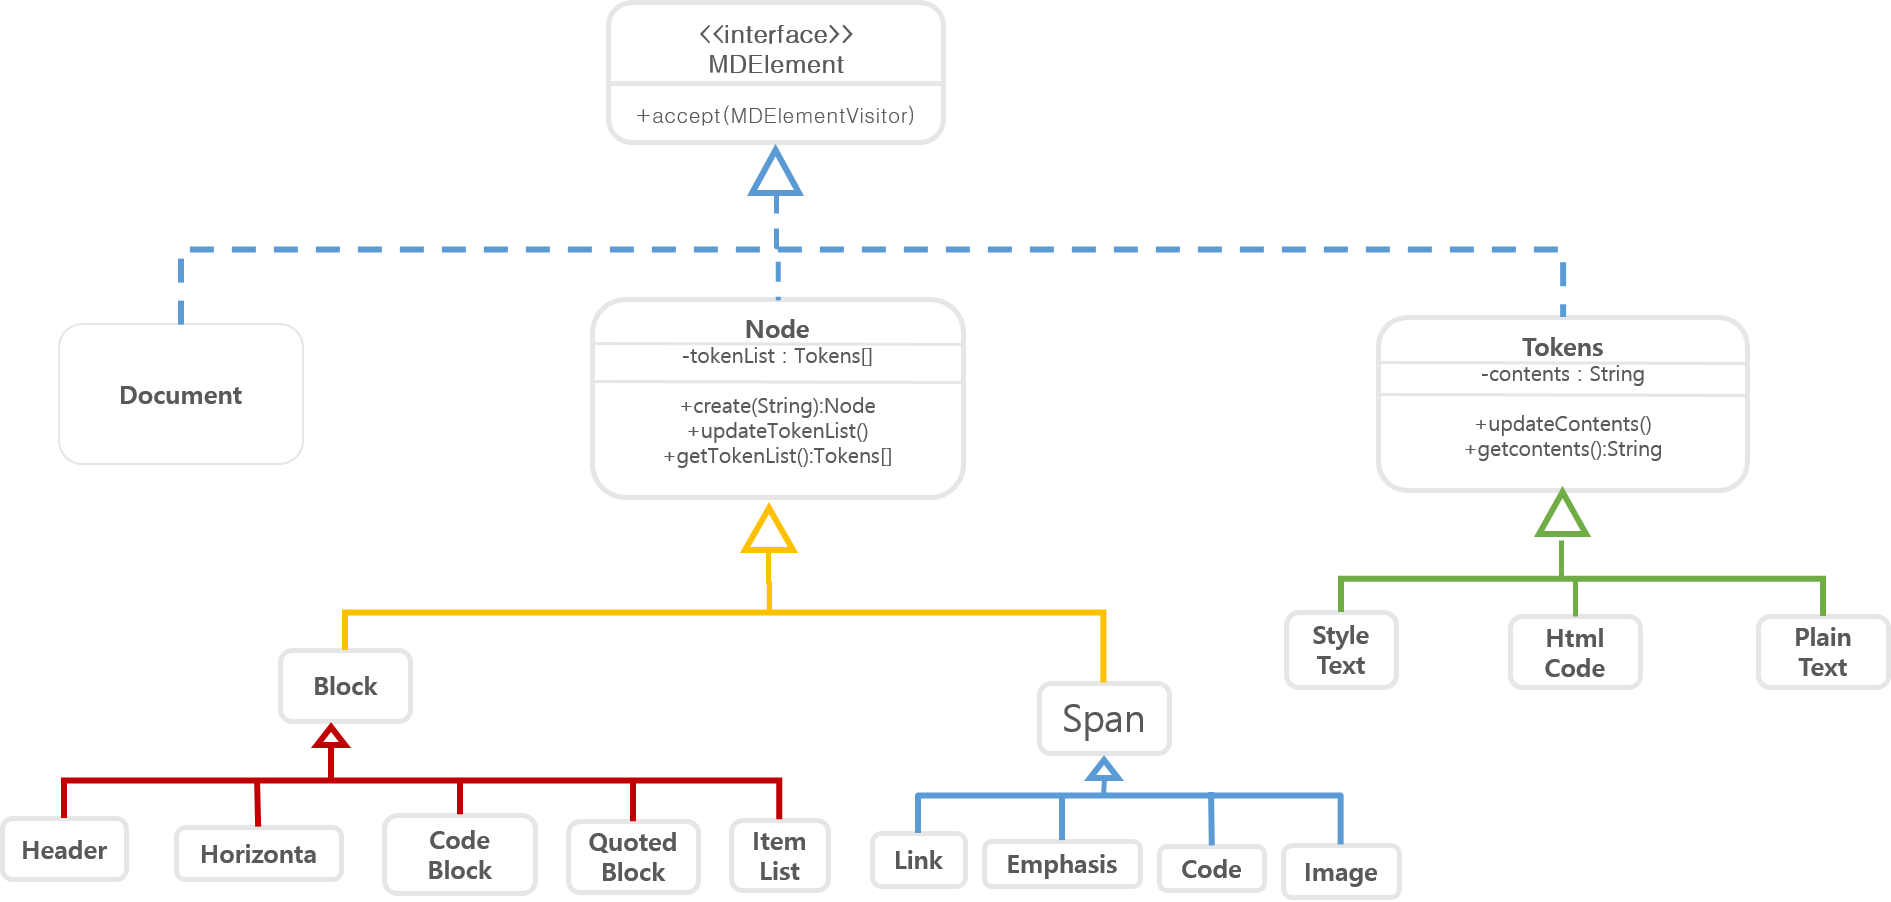 <<interface>>
MDElement
+accept(MDElementVisitor)
Document
Node
-tokenList : Tokens[]
+create(String):Node
+updateTokenList()
+getTokenList():Tokens[]
Tokens
-contents : String
+updateContents()
+getcontents():String
Block
Span
Style
Text
Html
Code
Plain
Text
Header
Horizonta
Code
Block
Quoted
Block
Item
List
Link
Emphasis
Code
Image